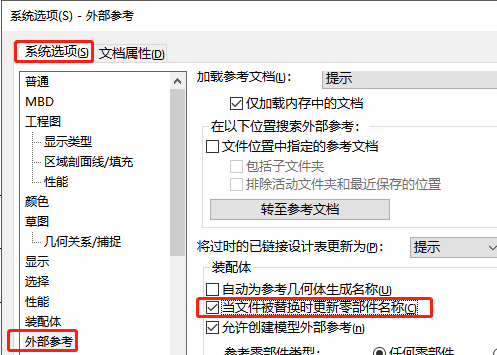 系统选项(S) - 外部参考
系统选项(S) 文档属性(D)
普通
MBD
工程图
显示类型
区域剖面线/填充
性能
颜色
草图
几何关系/捕捉
显示
选择
性能
装配体
外部参考
加载参考文档(L): 提示
仅加载内存中的文档
在以下位置搜索外部参考:
文件位置中指定的参考文档
包括子文件夹
排除活动文件夹和最近保存的位置
转至参考文档
将过时的已链接设计表更新为(P): 提示
装配体
自动为参考几何体生成名称(U)
当文件被替换时更新零部件名称(C)
允许创建模型外部参考(n)
参考零部件类型: 任何零部件